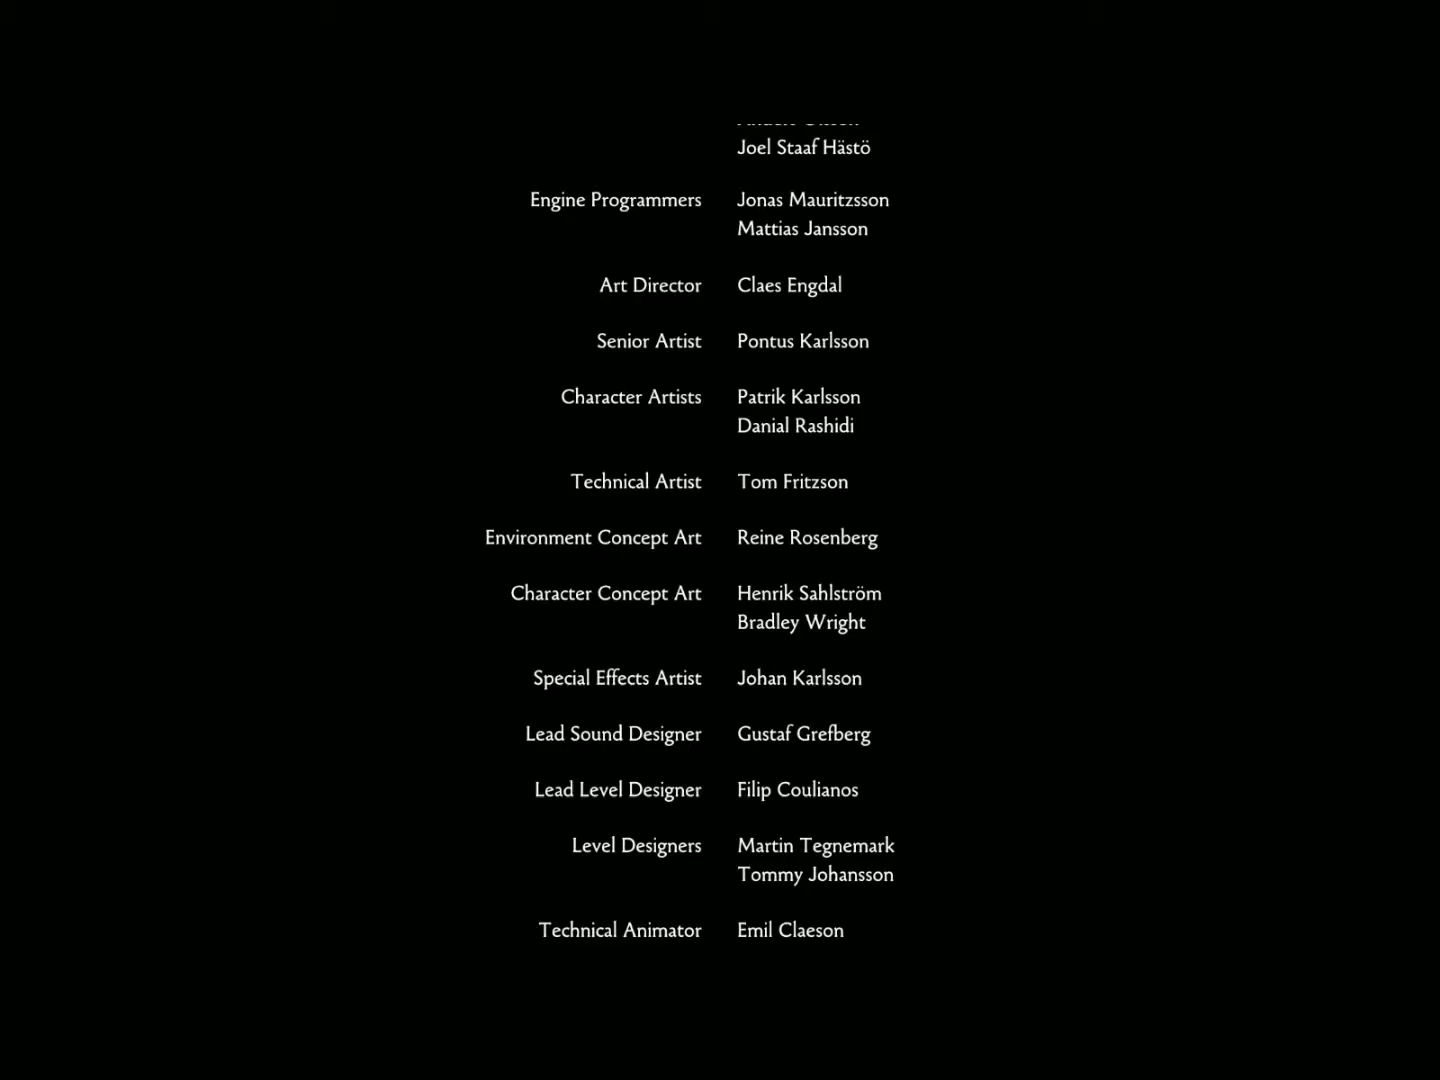 Joel Staaf Hästö
Engine Programmers Jonas Mauritzsson
Mattias Jansson
Art Director Claes Engdal
Senior Artist Pontus Karlsson
Character Artists Patrik Karlsson
Danial Rashidi
Technical Artist Tom Fritzson
Environment Concept Art Reine Rosenberg
Character Concept Art Henrik Sahlström
Bradley Wright
Special Effects Artist Johan Karlsson
Lead Sound Designer Gustaf Grefberg
Lead Level Designer Filip Coulianos
Level Designers Martin Tegnemark
Tommy Johansson
Technical Animator Emil Claeson